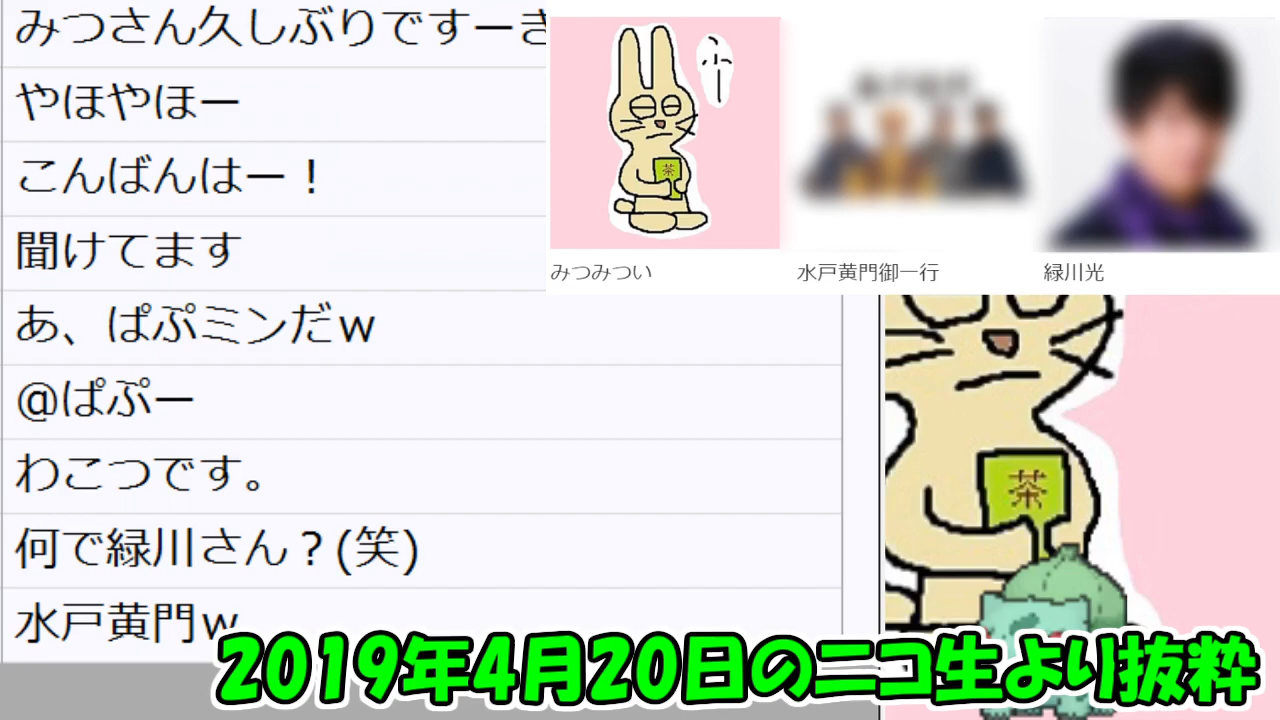 みつさん久しぶりですーき
やほやほー
こんばんはー！
聞けてます
あ、ぱぷミンだw
@ぱぷー
わこつです。
何で緑川さん？(笑)
水戸黄門w
ふー
茶
みつみつい
水戸黄門御一行
緑川光
茶
2019年4月20日のニコ生より抜粋